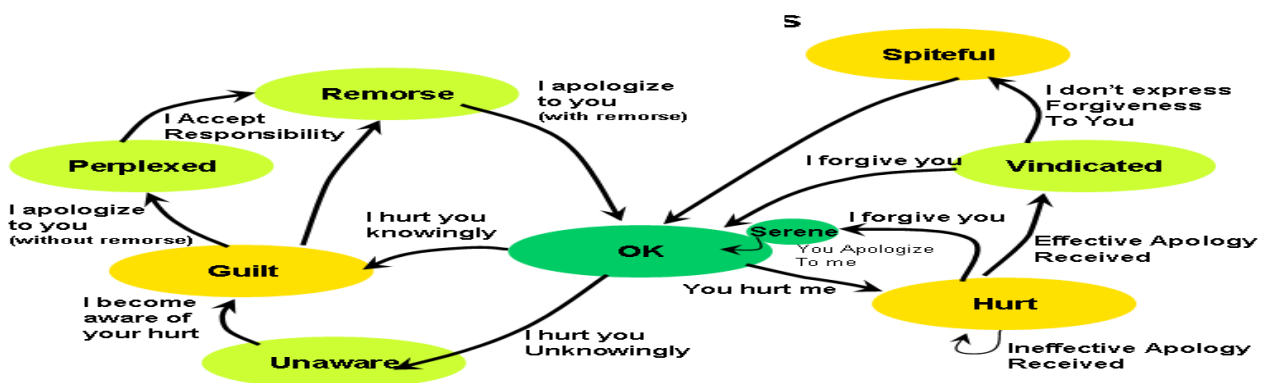 s
Spiteful
Remorse
I apologize
to you
(with remorse)
I don't express
Forgiveness
To You
I Accept
Responsibility
Perplexed
I forgive you
Vindicated
I apologize
to you
(without remorse)
I hurt you
knowingly
OK
Serene
I forgive you
You Apologize
To me
Effective Apology
Received
Guilt
You hurt me
Hurt
I become
aware of
your hurt
I hurt you
Unknowingly
Unaware
Ineffective Apology
Received